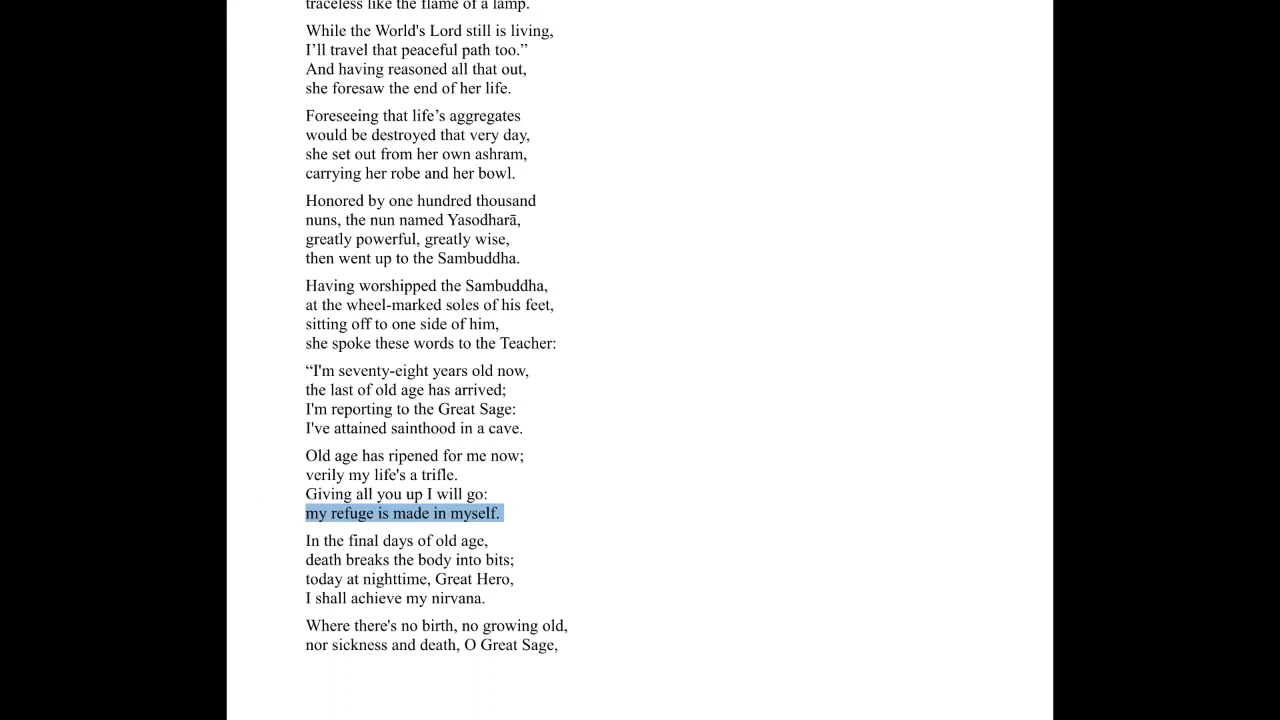 traceless like the flame of a lamp.
While the World's Lord still is living,
I’ll travel that peaceful path too.”
And having reasoned all that out,
she foresaw the end of her life.
Foreseeing that life’s aggregates
would be destroyed that very day,
she set out from her own ashram,
carrying her robe and her bowl.
Honored by one hundred thousand
nuns, the nun named Yasodharā,
greatly powerful, greatly wise,
then went up to the Sambuddha.
Having worshipped the Sambuddha,
at the wheel-marked soles of his feet,
sitting off to one side of him,
she spoke these words to the Teacher:
“I'm seventy-eight years old now,
the last of old age has arrived;
I'm reporting to the Great Sage:
I've attained sainthood in a cave.
Old age has ripened for me now;
verily my life's a trifle.
Giving all you up I will go:
my refuge is made in myself.
In the final days of old age,
death breaks the body into bits;
today at nighttime, Great Hero,
I shall achieve my nirvana.
Where there's no birth, no growing old,
nor sickness and death, O Great Sage,